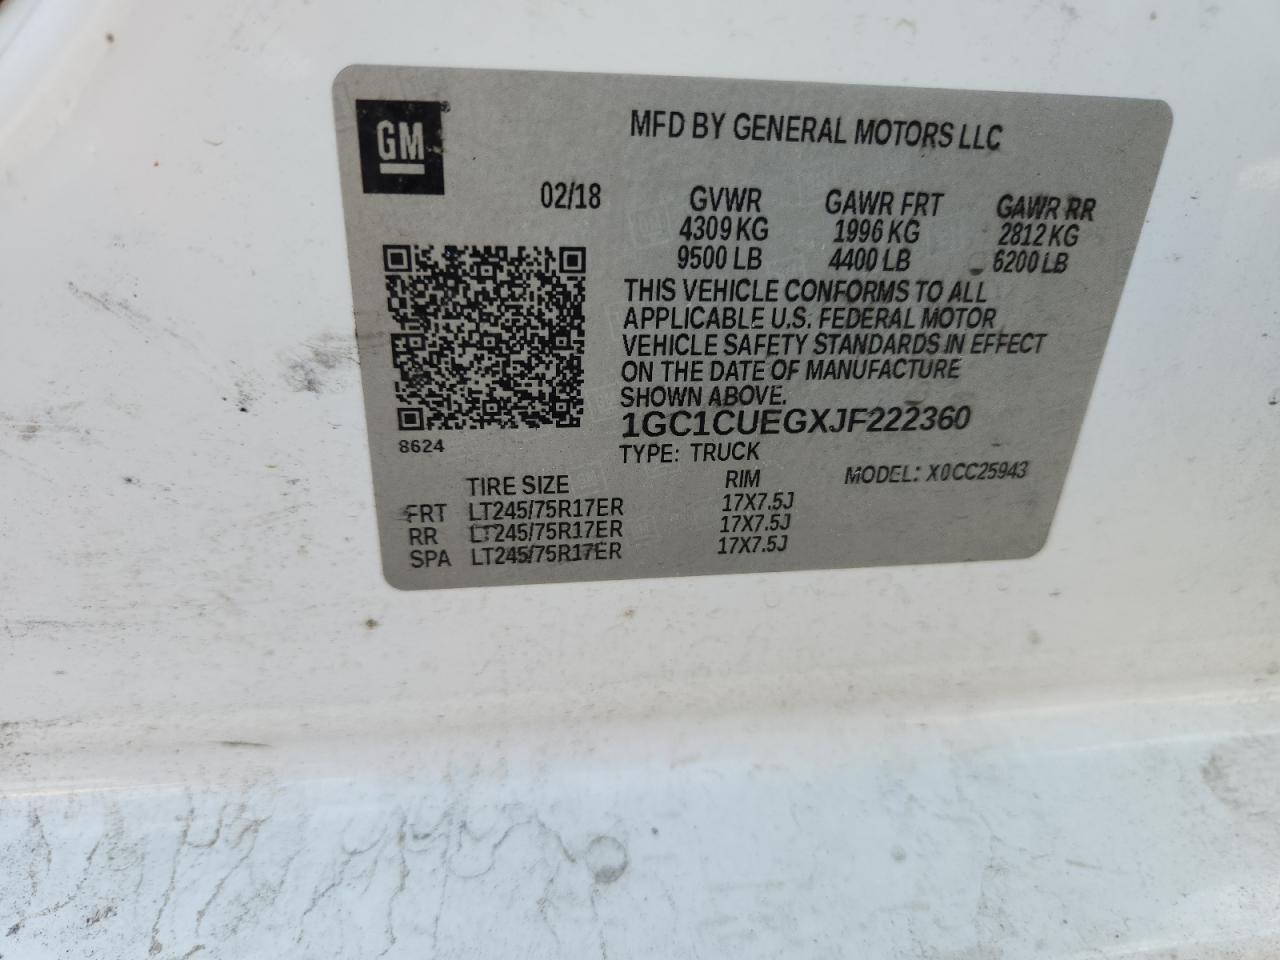 GM
MFD BY GENERAL MOTORS LLC
02/18 GVWR GAWR FRT GAWR RR
4309 KG 1996 KG 2812 KG
9500 LB 4400 LB 6200 LB
THIS VEHICLE CONFORMS TO ALL
APPLICABLE U.S. FEDERAL MOTOR
VEHICLE SAFETY STANDARDS IN EFFECT
ON THE DATE OF MANUFACTURE
SHOWN ABOVE.
1GC1CUEGXJF222360
8624
TYPE: TRUCK
MODEL: X0CC25943
TIRE SIZE RIM
FRT LT245/75R17ER 17X7.5J
RR LT245/75R17ER 17X7.5J
SPA LT245/75R17ER 17X7.5J